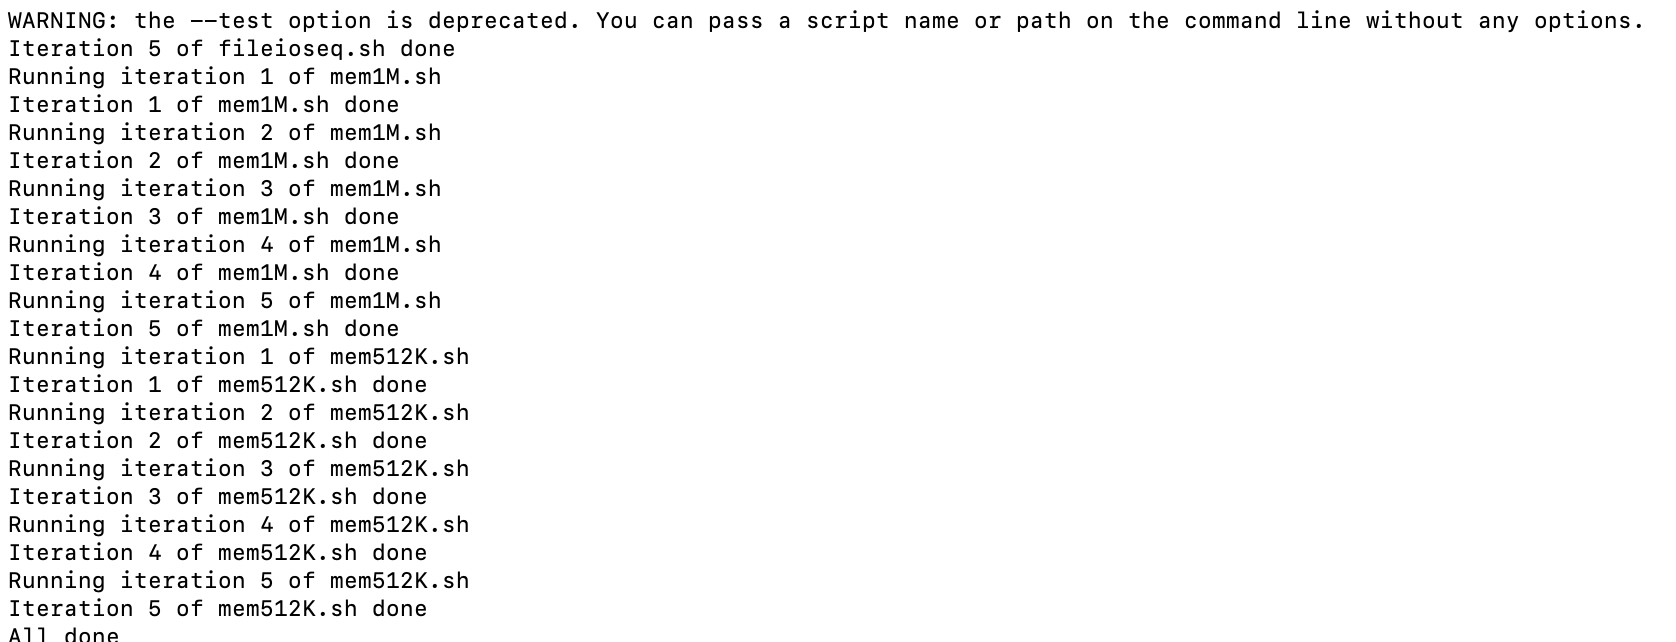 WARNING: the --test option is deprecated. You can pass a script name or path on the command line without any options.
Iteration 5 of fileioseq.sh done
Running iteration 1 of mem1M.sh
Iteration 1 of mem1M.sh done
Running iteration 2 of mem1M.sh
Iteration 2 of mem1M.sh done
Running iteration 3 of mem1M.sh
Iteration 3 of mem1M.sh done
Running iteration 4 of mem1M.sh
Iteration 4 of mem1M.sh done
Running iteration 5 of mem1M.sh
Iteration 5 of mem1M.sh done
Running iteration 1 of mem512K.sh
Iteration 1 of mem512K.sh done
Running iteration 2 of mem512K.sh
Iteration 2 of mem512K.sh done
Running iteration 3 of mem512K.sh
Iteration 3 of mem512K.sh done
Running iteration 4 of mem512K.sh
Iteration 4 of mem512K.sh done
Running iteration 5 of mem512K.sh
Iteration 5 of mem512K.sh done
All done